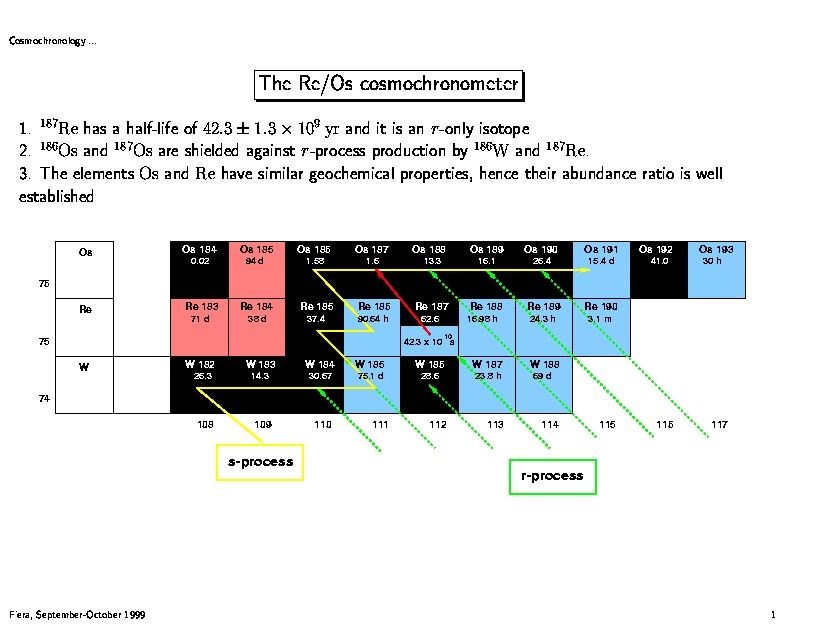 Cosmochronology ...
The Re/Os cosmochronometer
1. ¹⁸⁷Re has a half-life of 42.3 ± 1.3 × 10⁹ yr and it is an r-only isotope
2. ¹⁸⁶Os and ¹⁸⁷Os are shielded against r-process production by ¹⁸⁶W and ¹⁸⁷Re.
3. The elements Os and Re have similar geochemical properties, hence their abundance ratio is well
established
Os Os 184 Os 185 Os 186 Os 187 Os 188 Os 189 Os 190 Os 191 Os 192 Os 193
0.02 94 d 1.58 1.6 13.3 16.1 26.4 15.4 d 41.0 30 h
76
Re Re 183 Re 184 Re 185 Re 186 Re 187 Re 188 Re 189 Re 190
71 d 38 d 37.4 90.64 h 62.6 16.98 h 24.3 h 3.1 m
75 42.3 x 10¹⁰ a
W W 182 W 183 W 184 W 185 W 186 W 187 W 188
26.3 14.3 30.67 75.1 d 28.6 23.8 h 69 d
74
108 109 110 111 112 113 114 115 116 117
s-process
r-process
Fiera, September-October 1999 1